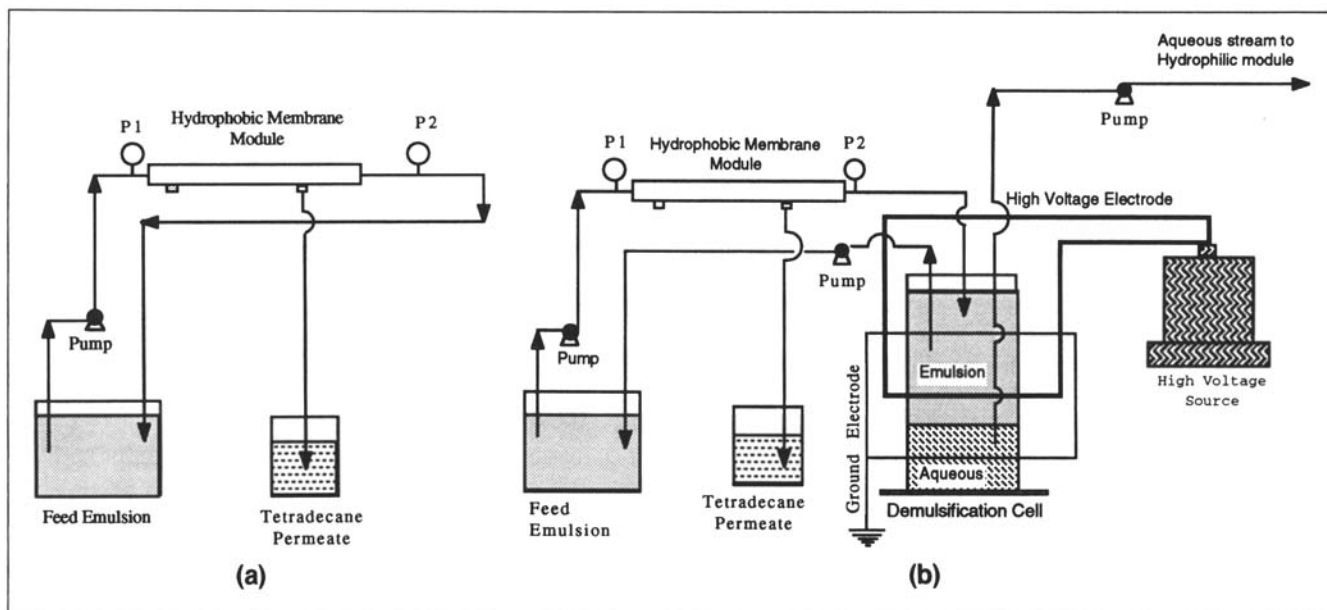 P1
Hydrophobic Membrane
Module
P2
Pump
Feed Emulsion
Tetradecane
Permeate
(a)
Aqueous stream to
Hydrophilic module
Pump
P1
Hydrophobic Membrane
Module
P2
High Voltage Electrode
Pump
Pump
Emulsion
Aqueous
Ground Electrode
High Voltage
Source
Feed
Emulsion
Tetradecane
Permeate
Demulsification Cell
(b)